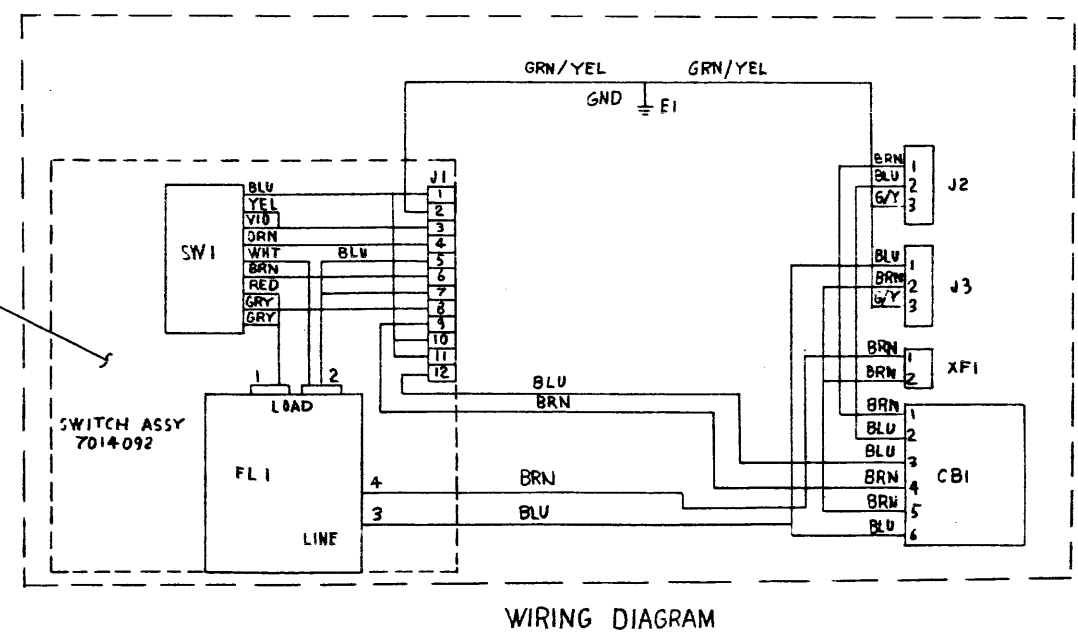 GRN/YEL GRN/YEL
GND E1
J1
BLU 1
YEL 2
VIO 3
ORN 4
WHT BLU 5
BRN 6
RED 7
GRY 8
GRY 9
10
11
12
SW1
BRN 1
BLU 2
G/Y 3
J2
BLU 1
BRN 2
G/Y 3
J3
BRN 1
BRN 2
XF1
BLU
BRN
1 2
LOAD
SWITCH ASSY
7014092
FL1
4 BRN
3 BLU
LINE
BRN 1
BLU 2
BLU 3
BRN 4
BRN 5
BLU 6
CB1
WIRING DIAGRAM